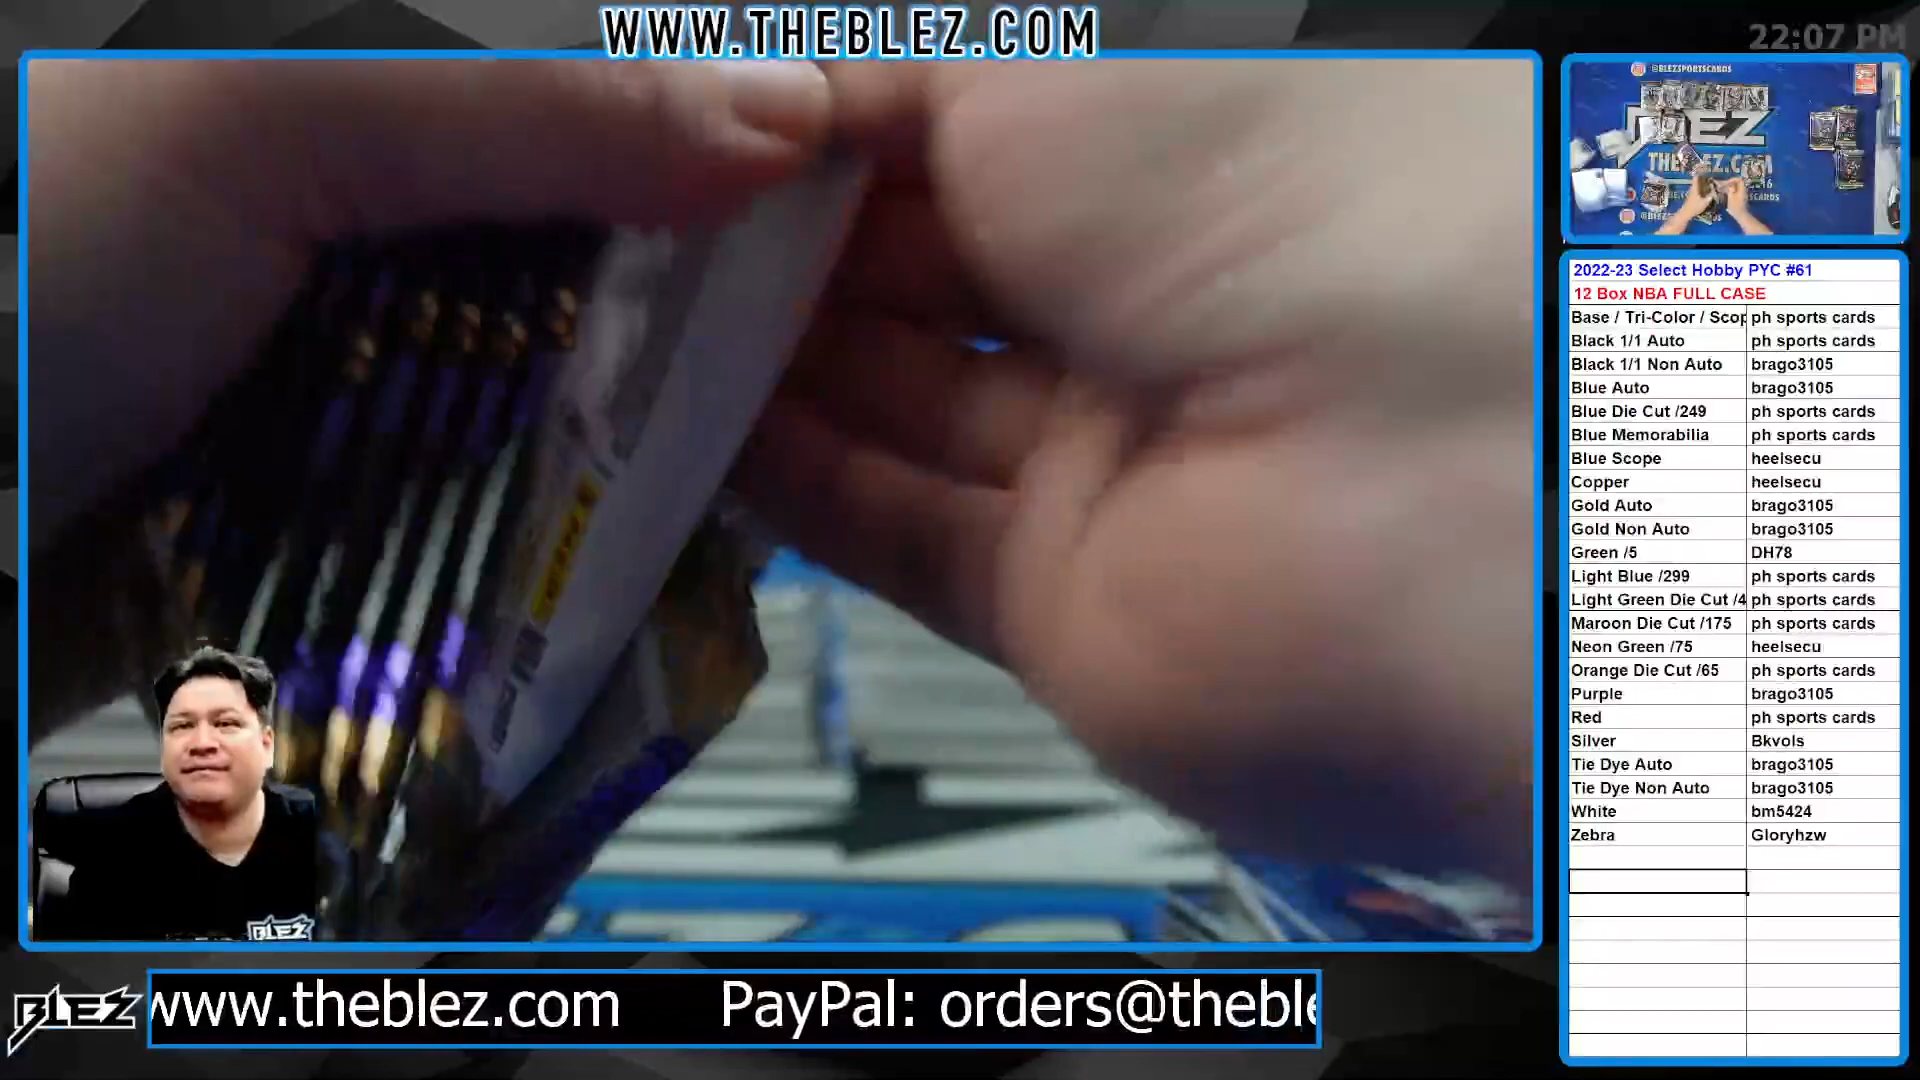 WWW.THEBLEZ.COM
22:07 PM
@BLEZSPORTSCARDS
BLEZ
THEBLEZ.COM
2022-23 Select Hobby PYC #61
12 Box NBA FULL CASE
Base / Tri-Color / Scop ph sports cards
Black 1/1 Auto ph sports cards
Black 1/1 Non Auto brago3105
Blue Auto brago3105
Blue Die Cut /249 ph sports cards
Blue Memorabilia ph sports cards
Blue Scope heelsecu
Copper heelsecu
Gold Auto brago3105
Gold Non Auto brago3105
Green /5 DH78
Light Blue /299 ph sports cards
Light Green Die Cut /4 ph sports cards
Maroon Die Cut /175 ph sports cards
Neon Green /75 heelsecu
Orange Die Cut /65 ph sports cards
Purple brago3105
Red ph sports cards
Silver Bkvols
Tie Dye Auto brago3105
Tie Dye Non Auto brago3105
White bm5424
Zebra Gloryhzw
BLEZ
BLEZ
www.theblez.com PayPal: orders@theble